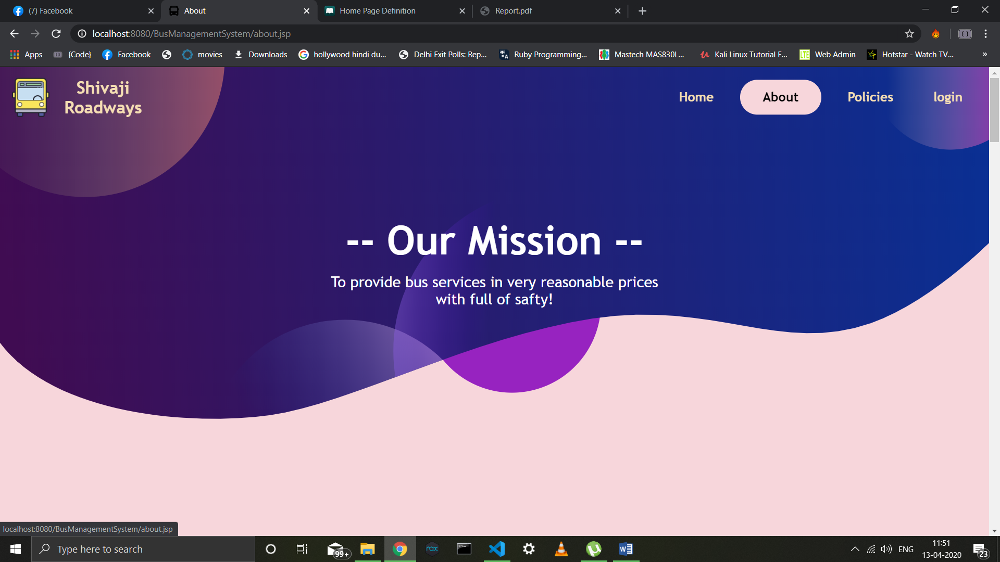 (7) Facebook
About
Home Page Definition
Report.pdf
localhost:8080/BusManagementSystem/about.jsp
Apps
{Code}
Facebook
movies
Downloads
hollywood hindi du...
Delhi Exit Polls: Rep...
Ruby Programming...
Mastech MAS830L...
Kali Linux Tutorial F...
LTE
Web Admin
Hotstar - Watch TV...
»
Shivaji
Roadways
Home
About
Policies
login
-- Our Mission --
To provide bus services in very reasonable prices
with full of safty!
localhost:8080/BusManagementSystem/about.jsp
Type here to search
99+
nox
ENG
11:51
13-04-2020
23